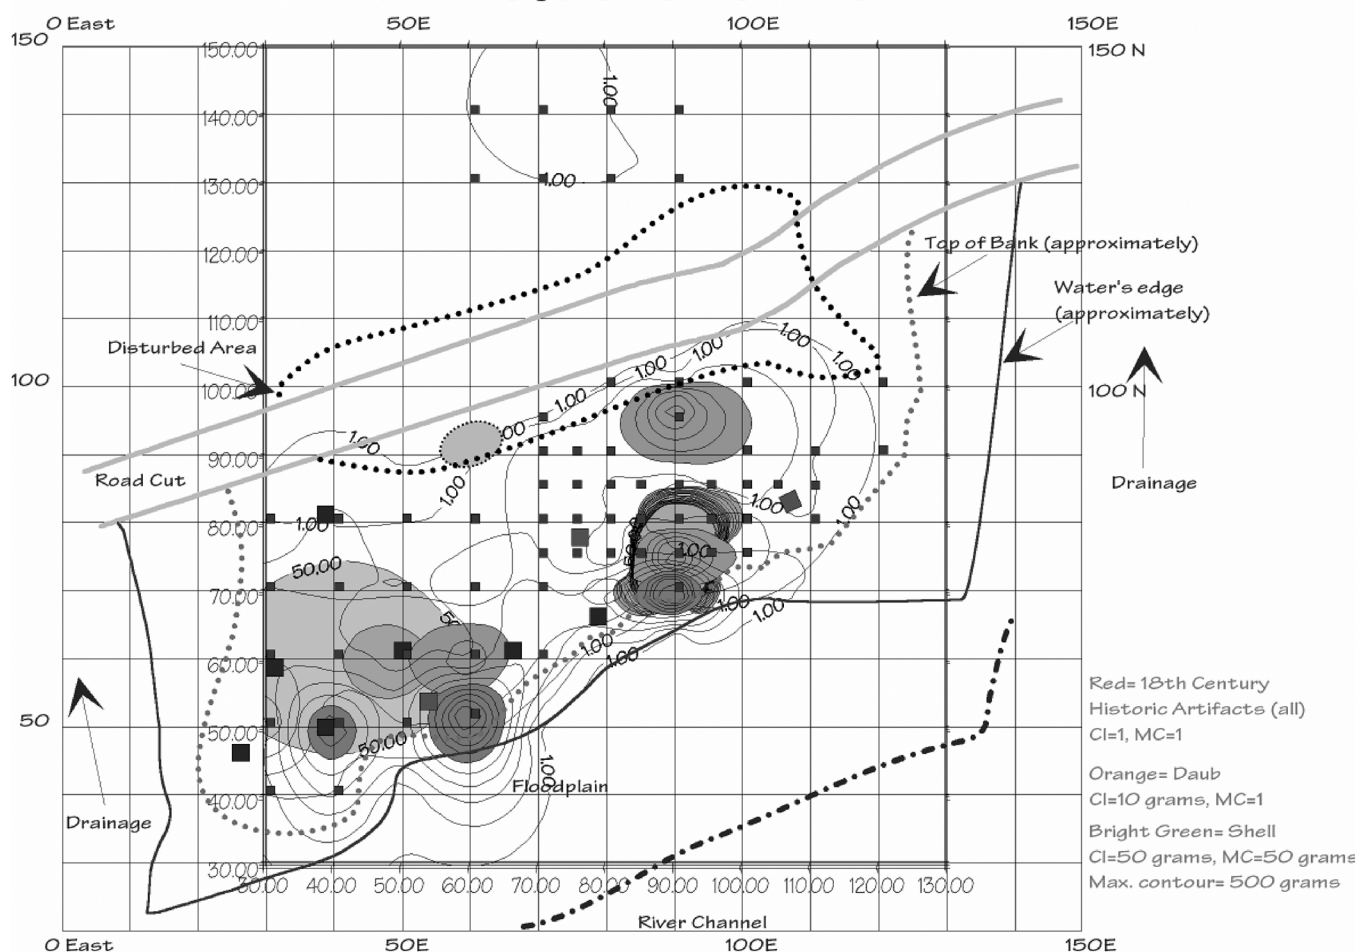 0 East 50E 100E 150E
150 150.00 150 N
1.00
140.00
130.00 1.00
120.00 Top of Bank (approximately)
Water's edge
(approximately)
110.00
Disturbed Area 1.00 1.00
1.00 1.00
100 100.00 100 N
1.00
1.00 .00
90.00
Road Cut Drainage
1.00
1.00 1.00
80.00 1.00
1.00
50.00
70.00
1.00 1.00
50
1.00
60.00 1.00
Red= 18th Century
Historic Artifacts (all)
CI=1, MC=1
50 50.00
50.00
1.00
Orange= Daub
CI=10 grams, MC=1
Floodplain
40.00
Drainage
Bright Green= Shell
CI=50 grams, MC=50 grams
Max. contour= 500 grams
30.00
30.00 40.00 50.00 60.00 70.00 80.00 90.00 100.00 110.00 120.00 130.00
River Channel
0 East 50E 100E 150E